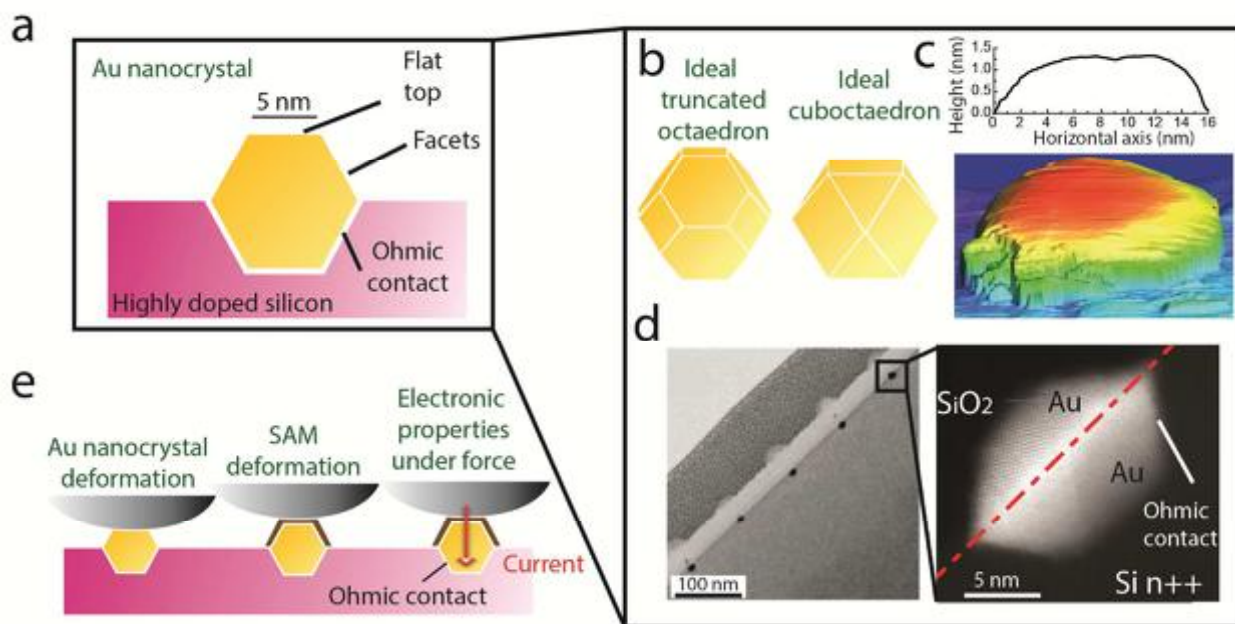 a
Au nanocrystal
5 nm
Flat
top
Facets
Ohmic
contact
Highly doped silicon
b
Ideal
truncated
octaedron
Ideal
cuboctaedron
c
Height (nm)
1.5
1.0
0.5
0.0
0 2 4 6 8 10 12 14 16
Horizontal axis (nm)
d
100 nm
SiO2
Au
Au
Ohmic
contact
5 nm
Si n++
e
Au nanocrystal
deformation
SAM
deformation
Electronic
properties
under force
Current
Ohmic contact